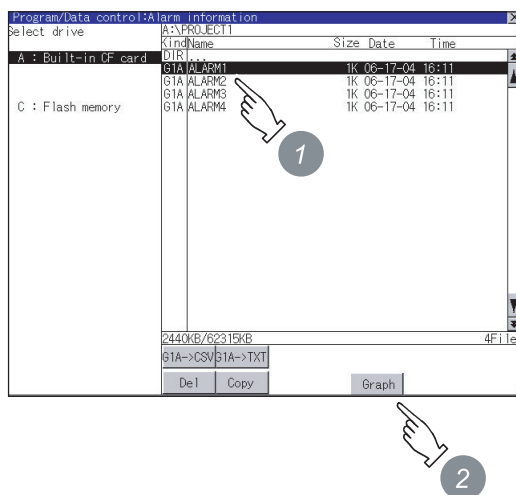 Program/Data control:Alarm information
Select drive
A:\PROJECT1
Kind Name Size Date Time
A : Built-in CF card
DIR ...
G1A ALARM1 1K 06-17-04 16:11
G1A ALARM2 1K 06-17-04 16:11
G1A ALARM3 1K 06-17-04 16:11
C : Flash memory
G1A ALARM4 1K 06-17-04 16:11
1
2440KB/62315KB 4File
G1A->CSV G1A->TXT
Del Copy Graph
2